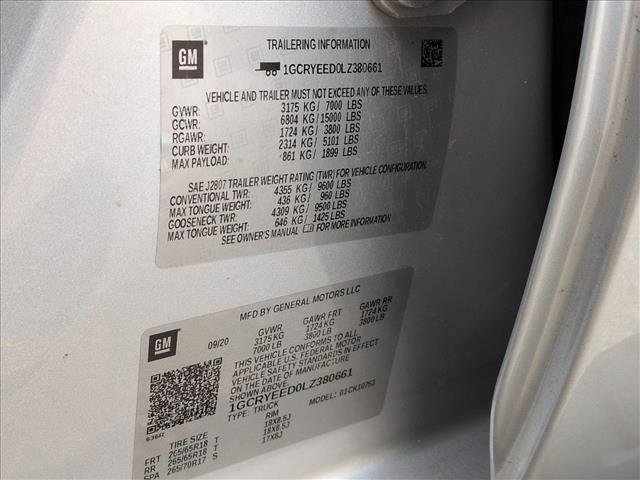 GM
TRAILERING INFORMATION
1GCRYEED0LZ380661
VEHICLE AND TRAILER MUST NOT EXCEED ANY OF THESE VALUES:
GVWR: 3175 KG/ 7000 LBS
GCWR: 6804 KG/15000 LBS
RGAWR: 1724 KG/ 3800 LBS
CURB WEIGHT: 2314 KG/ 5101 LBS
MAX PAYLOAD: 861 KG/ 1899 LBS
SAE J2807 TRAILER WEIGHT RATING (TWR) FOR VEHICLE CONFIGURATION.
CONVENTIONAL TWR: 4355 KG/ 9600 LBS
MAX TONGUE WEIGHT: 436 KG/ 960 LBS
GOOSENECK TWR: 4309 KG/ 9500 LBS
MAX TONGUE WEIGHT: 646 KG/ 1425 LBS
SEE OWNER'S MANUAL FOR MORE INFORMATION
GM
MFD BY GENERAL MOTORS LLC
09/20 GVWR GAWR FRT GAWR RR
3175KG 1724KG 1724KG
7000LB 3800LB 3800LB
THIS VEHICLE CONFORMS TO ALL
APPLICABLE U.S. FEDERAL MOTOR
VEHICLE SAFETY STANDARDS IN EFFECT
ON THE DATE OF MANUFACTURE
SHOWN ABOVE.
1GCRYEED0LZ380661
TYPE: TRUCK MODEL: 01CK10753
636R
TIRE SIZE RIM
FRT 265/65R18 T 18X8.5J
RR 265/65R18 T 18X8.5J
SPA 265/70R17 S 17X8J